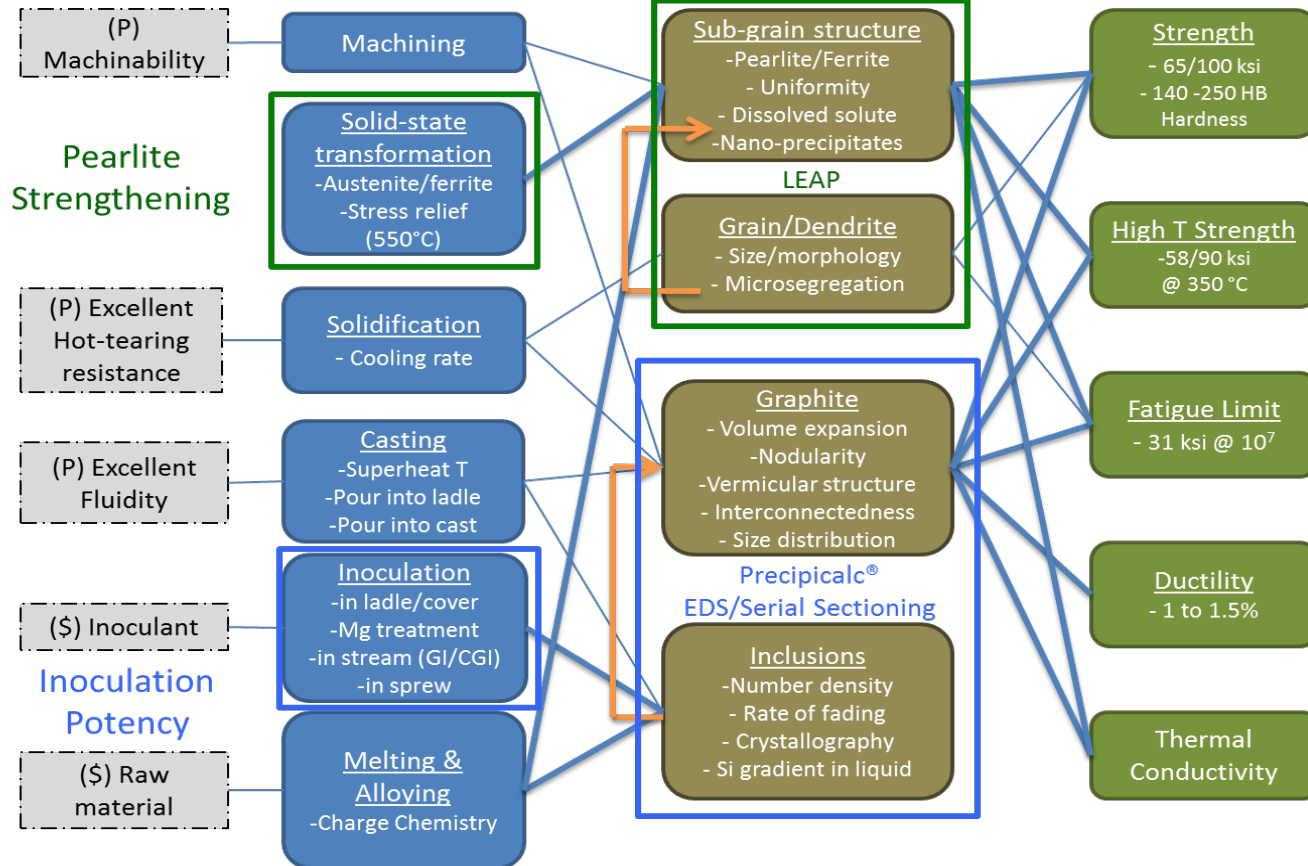 (P)
Machinability
Pearlite
Strengthening
(P) Excellent
Hot-tearing
resistance
(P) Excellent
Fluidity
($) Inoculant
Inoculation
Potency
($) Raw
material
Machining
Solid-state
transformation
-Austenite/ferrite
-Stress relief
(550°C)
Solidification
- Cooling rate
Casting
-Superheat T
-Pour into ladle
-Pour into cast
Inoculation
-in ladle/cover
-Mg treatment
-in stream (GI/CGI)
-in sprew
Melting &
Alloying
-Charge Chemistry
Sub-grain structure
-Pearlite/Ferrite
- Uniformity
- Dissolved solute
-Nano-precipitates
LEAP
Grain/Dendrite
- Size/morphology
- Microsegregation
Graphite
- Volume expansion
-Nodularity
-Vermicular structure
- Interconnectedness
- Size distribution
Precipicalc®
EDS/Serial Sectioning
Inclusions
-Number density
- Rate of fading
- Crystallography
- Si gradient in liquid
Strength
- 65/100 ksi
- 140 -250 HB
Hardness
High T Strength
-58/90 ksi
@ 350 °C
Fatigue Limit
- 31 ksi @ 10⁷
Ductility
- 1 to 1.5%
Thermal
Conductivity